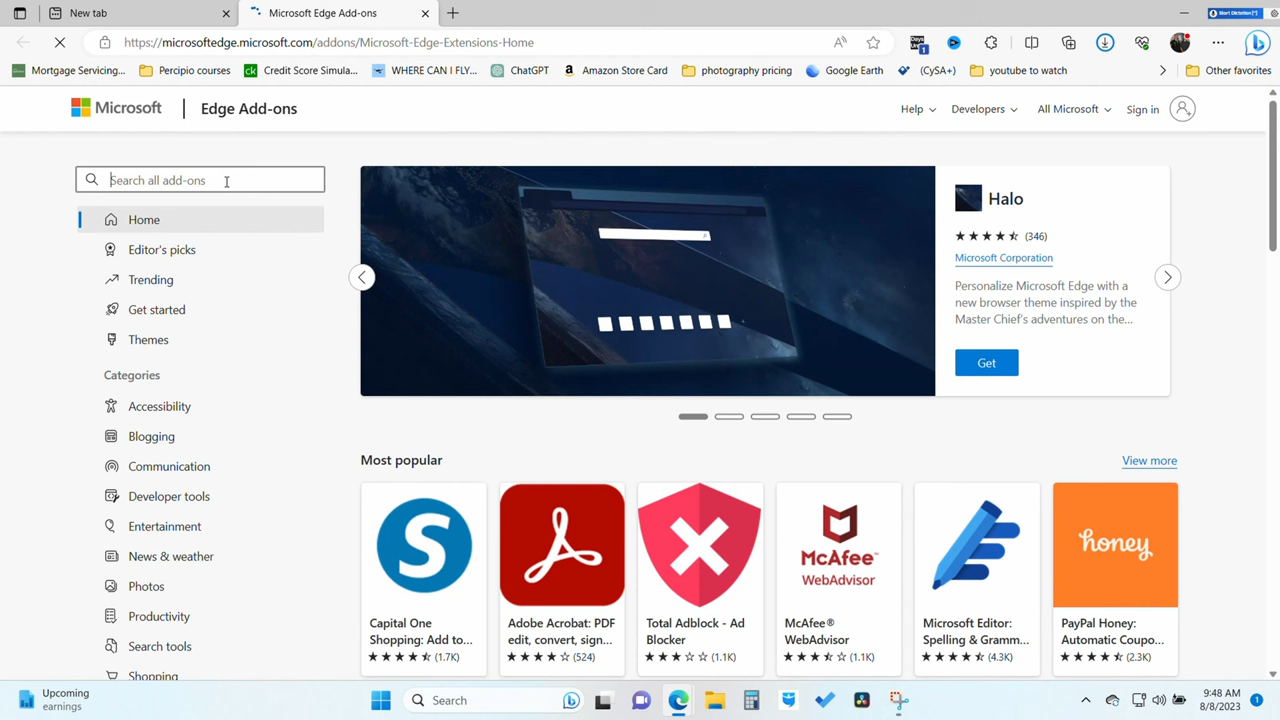 New tab
Microsoft Edge Add-ons
Start Dictation
https://microsoftedge.microsoft.com/addons/Microsoft-Edge-Extensions-Home
1
Mortgage Servicing...
Percipio courses
ck Credit Score Simula...
WHERE CAN I FLY...
ChatGPT
a Amazon Store Card
photography pricing
Google Earth
(CySA+)
youtube to watch
Other favorites
Microsoft
Edge Add-ons
Help
Developers
All Microsoft
Sign in
Search all add-ons
Home
Editor's picks
Trending
Get started
Themes
Categories
Accessibility
Blogging
Communication
Developer tools
Entertainment
News & weather
Photos
Productivity
Search tools
Shopping
Halo
(346)
Microsoft Corporation
Personalize Microsoft Edge with a
new browser theme inspired by the
Master Chief's adventures on the...
Get
Most popular
View more
S
McAfee™
WebAdvisor
honey
Capital One
Shopping: Add to...
(1.7K)
Adobe Acrobat: PDF
edit, convert, sign...
(524)
Total Adblock - Ad
Blocker
(1.1K)
McAfee®
WebAdvisor
(1.1K)
Microsoft Editor:
Spelling & Gramm...
(4.3K)
PayPal Honey:
Automatic Coupo...
(2.3K)
Upcoming
earnings
Search
9:48 AM
8/8/2023
1